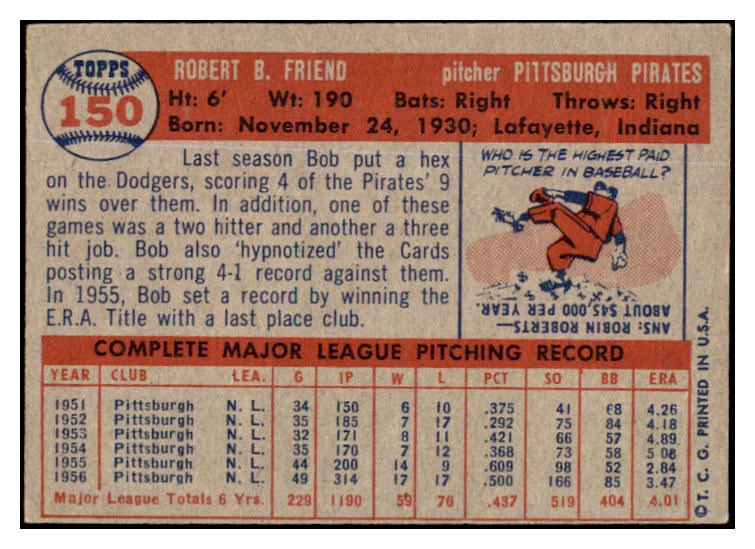 TOPPS
150
ROBERT B. FRIEND pitcher PITTSBURGH PIRATES
Ht: 6' Wt: 190 Bats: Right Throws: Right
Born: November 24, 1930; Lafayette, Indiana
Last season Bob put a hex
on the Dodgers, scoring 4 of the Pirates' 9
wins over them. In addition, one of these
games was a two hitter and another a three
hit job. Bob also 'hypnotized' the Cards
posting a strong 4-1 record against them.
In 1955, Bob set a record by winning the
E.R.A. Title with a last place club.
WHO IS THE HIGHEST PAID
PITCHER IN BASEBALL?
ANS: ROBIN ROBERTS--
ABOUT $45,000 PER YEAR.
COMPLETE MAJOR LEAGUE PITCHING RECORD
YEAR CLUB LEA. G IP W L PCT SO BB ERA
1951 Pittsburgh N. L. 34 150 6 10 .375 41 68 4.26
1952 Pittsburgh N. L. 35 185 7 17 .292 75 84 4.18
1953 Pittsburgh N. L. 32 171 8 11 .421 66 57 4.89
1954 Pittsburgh N. L. 35 170 7 12 .368 73 58 5.08
1955 Pittsburgh N. L. 44 200 14 9 .609 98 52 2.84
1956 Pittsburgh N. L. 49 314 17 17 .500 166 85 3.47
Major League Totals 6 Yrs. 229 1190 59 76 .437 519 404 4.01
©T. C. G. PRINTED IN U.S.A.